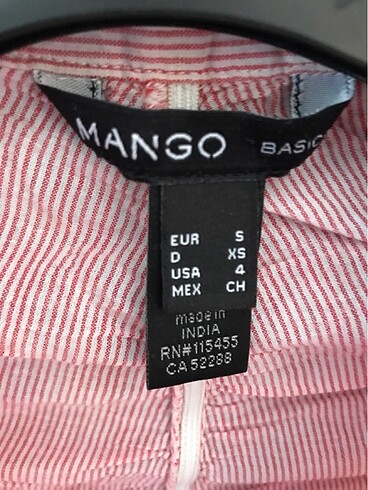 MANGO BASIC
EUR S
D XS
USA 4
MEX CH
made in
INDIA
RN#115455
CA 52288